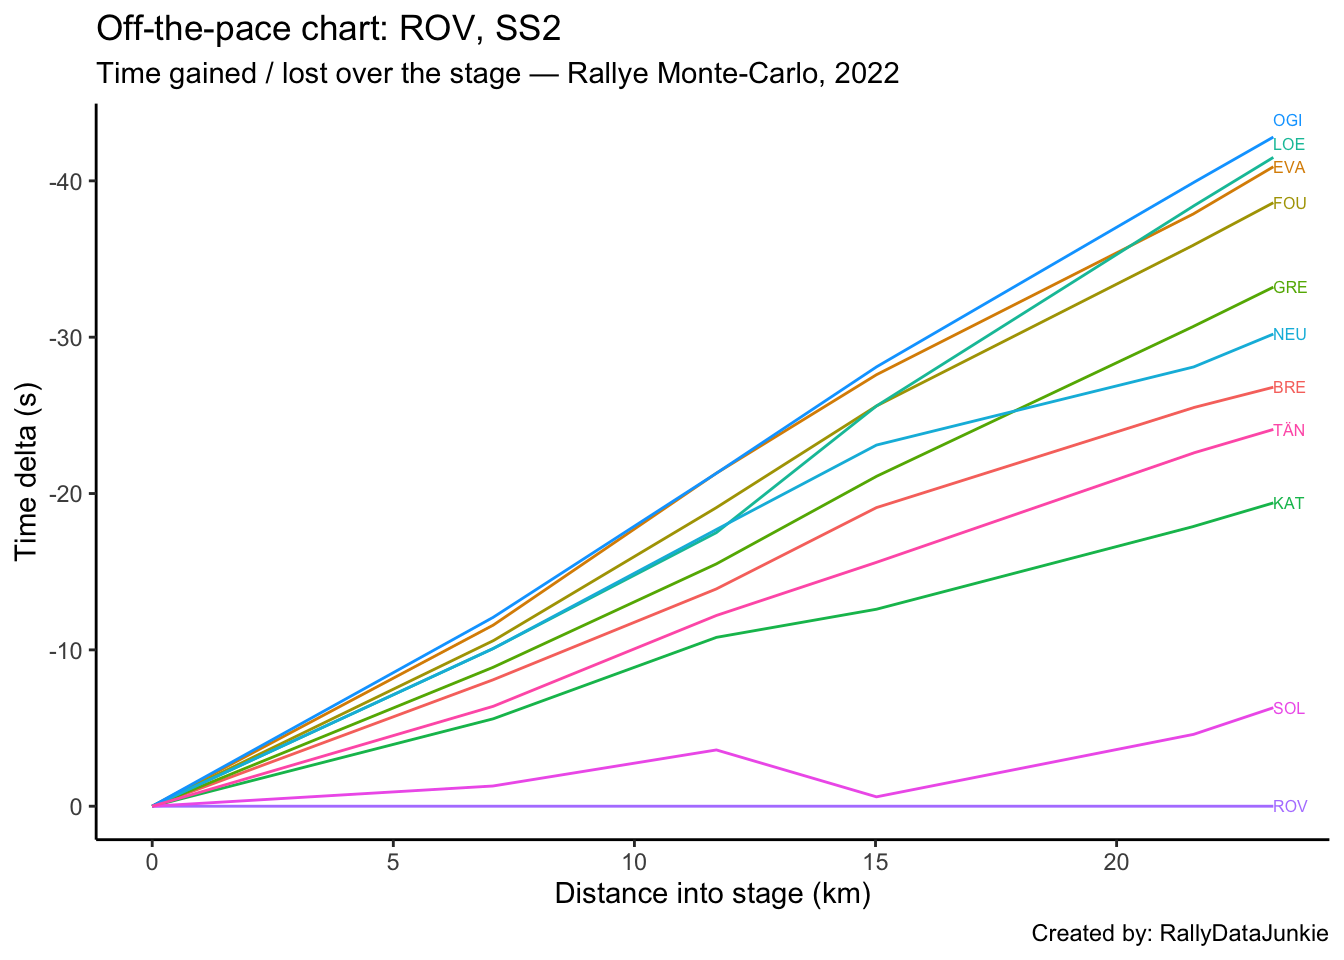 Off-the-pace chart: ROV, SS2
Time gained / lost over the stage — Rallye Monte-Carlo, 2022
OGI
LOE
EVA
FOU
GRE
NEU
BRE
TÄN
KAT
SOL
ROV
-40
-30
-20
-10
0
Time delta (s)
0 5 10 15 20
Distance into stage (km)
Created by: RallyDataJunkie